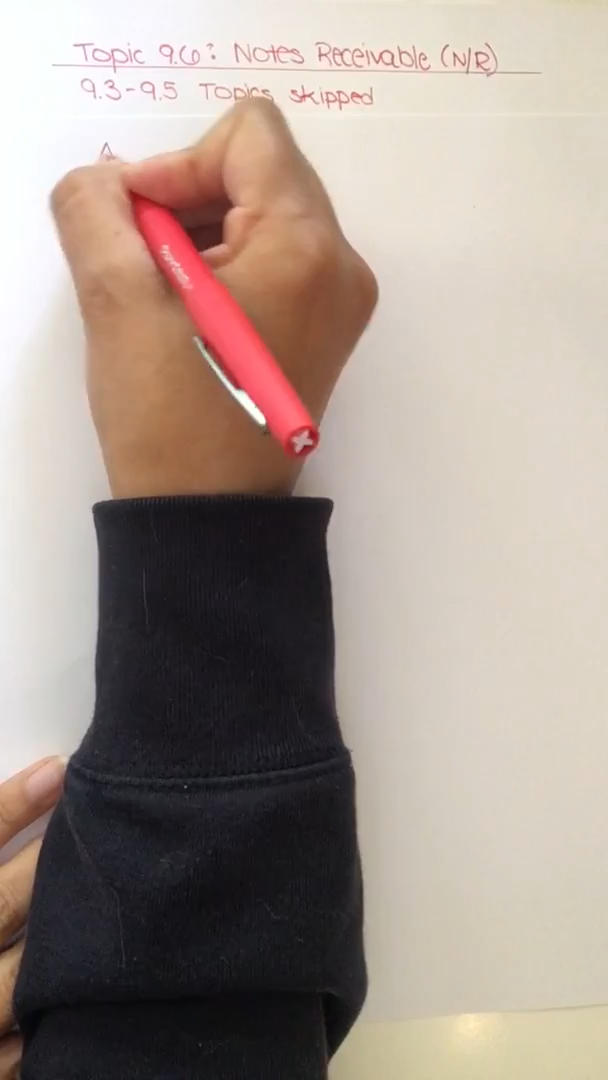 Topic 9.6: Notes Receivable (N/R)
9.3-9.5 Topics skipped
A